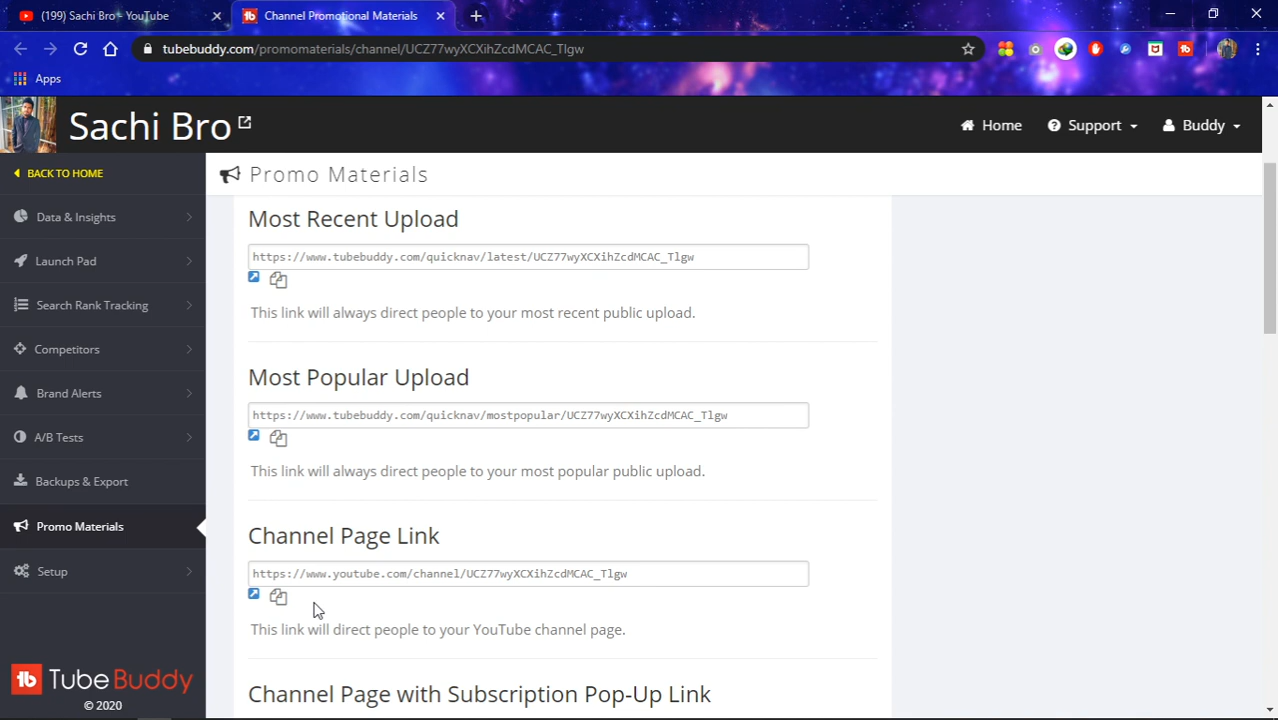 (199) Sachi Bro - YouTube
Channel Promotional Materials
tubebuddy.com/promomaterials/channel/UCZ77wyXCXihZcdMCAC_Tlgw
Apps
Sachi Bro
Home
Support
Buddy
BACK TO HOME
Data & Insights
Launch Pad
Search Rank Tracking
Competitors
Brand Alerts
A/B Tests
Backups & Export
Promo Materials
Setup
TubeBuddy
© 2020
Promo Materials
Most Recent Upload
https://www.tubebuddy.com/quicknav/latest/UCZ77wyXCXihZcdMCAC_Tlgw
This link will always direct people to your most recent public upload.
Most Popular Upload
https://www.tubebuddy.com/quicknav/mostpopular/UCZ77wyXCXihZcdMCAC_Tlgw
This link will always direct people to your most popular public upload.
Channel Page Link
https://www.youtube.com/channel/UCZ77wyXCXihZcdMCAC_Tlgw
This link will direct people to your YouTube channel page.
Channel Page with Subscription Pop-Up Link